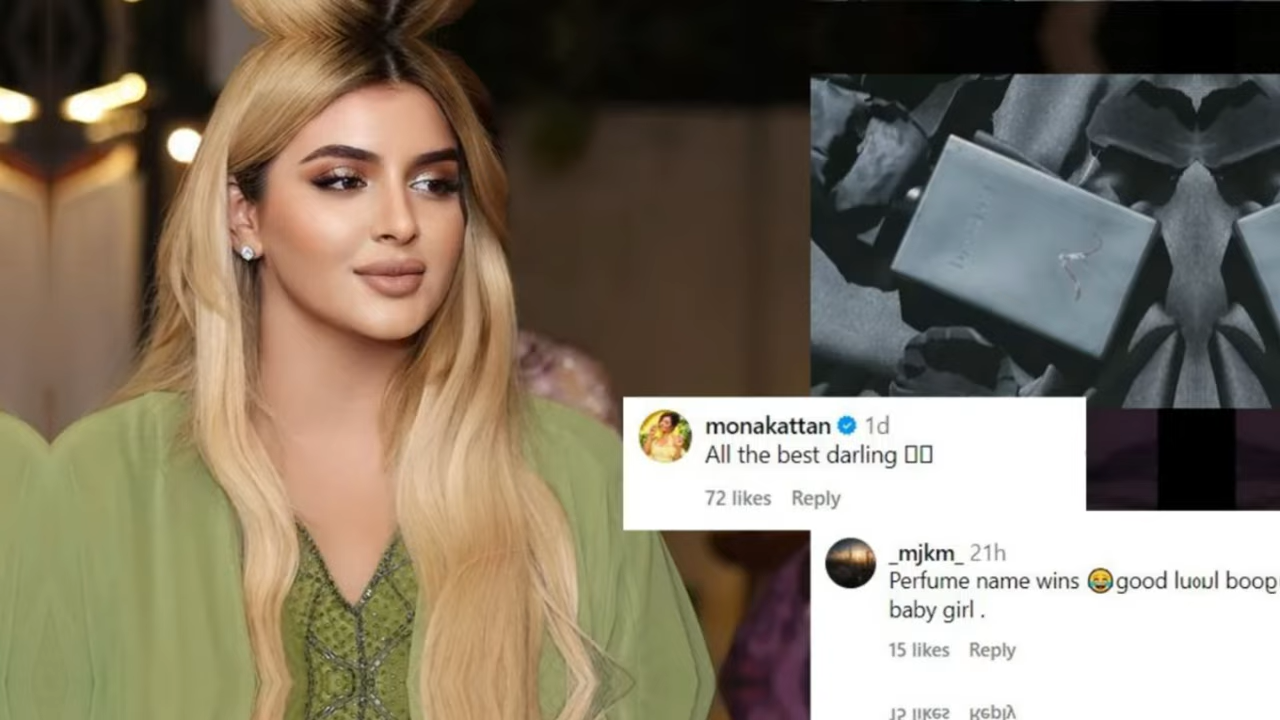 monakattan 1d
All the best darling
72 likes Reply
_mjkm_ 21h
Perfume name wins 😂good
baby girl .
15 likes Reply